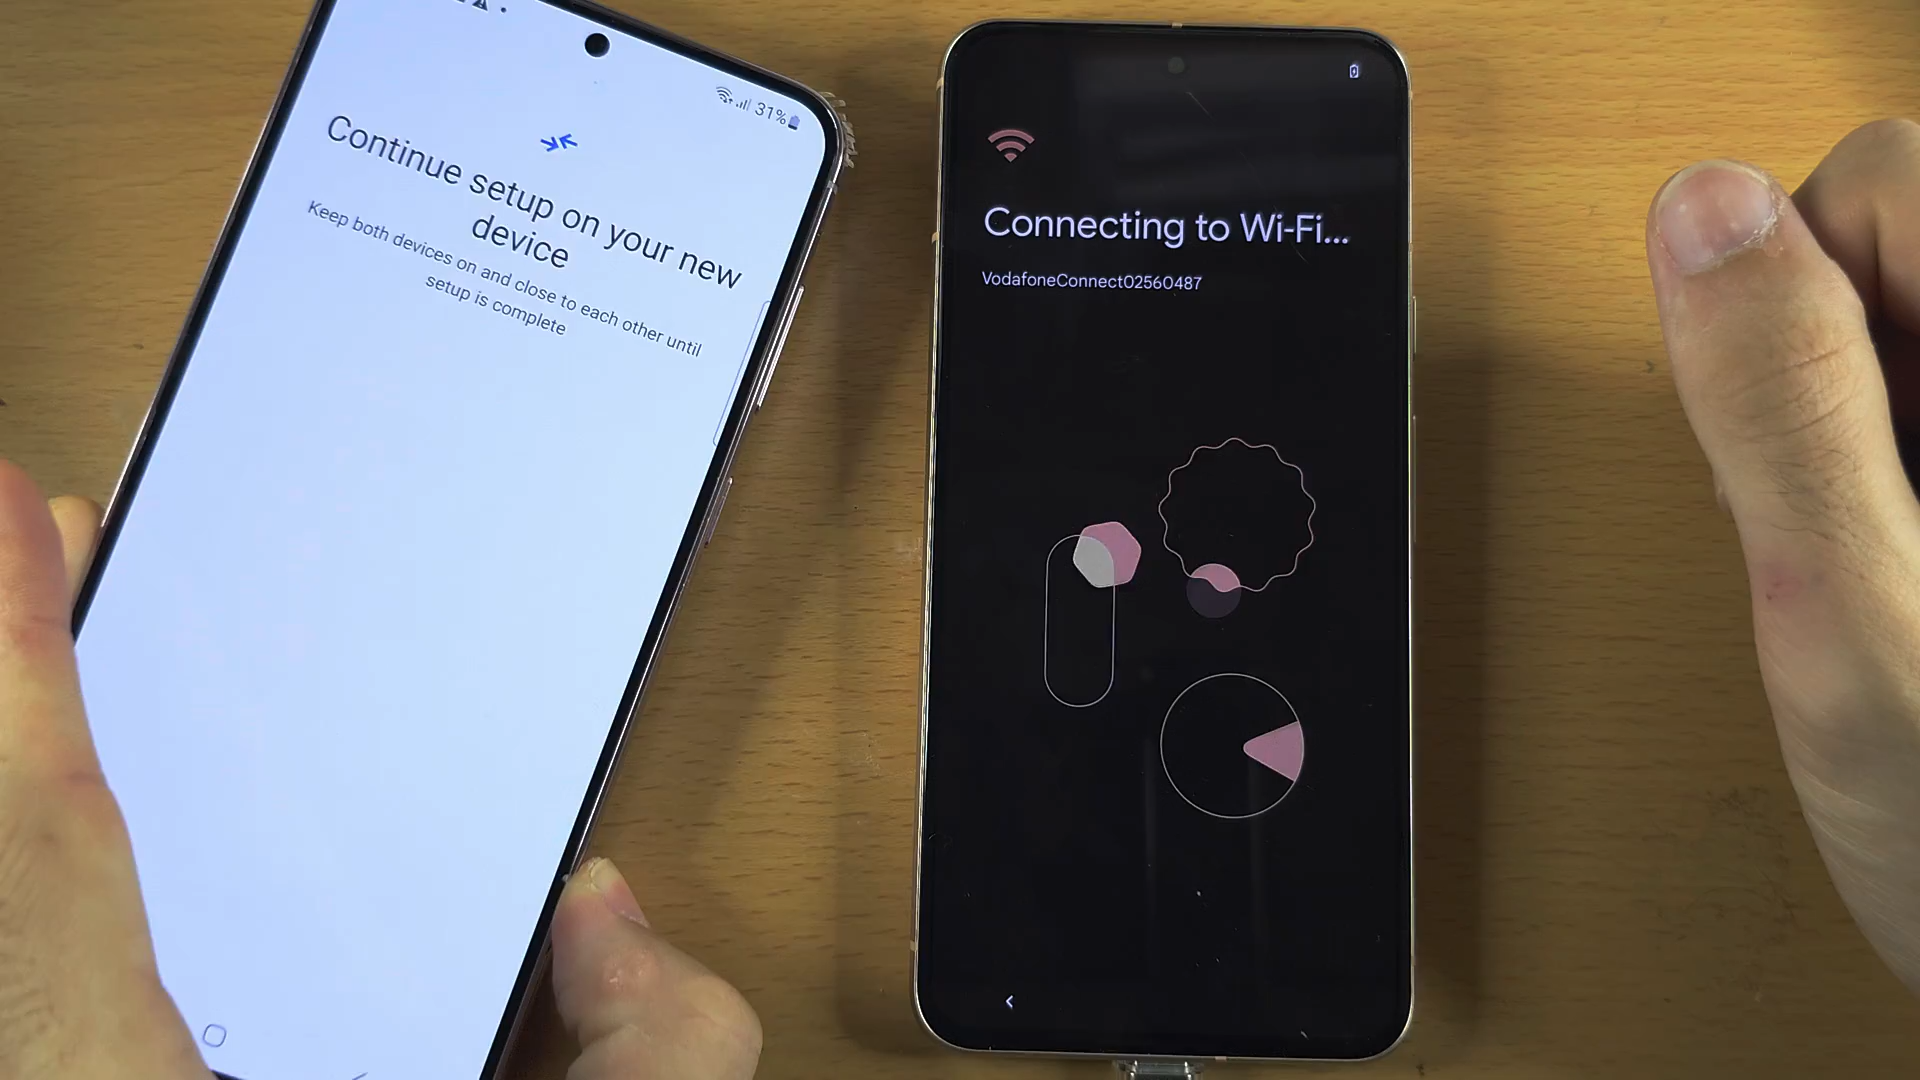 31%
Continue setup on your new
device
Keep both devices on and close to each other until
setup is complete
Connecting to Wi-Fi...
VodafoneConnect02560487